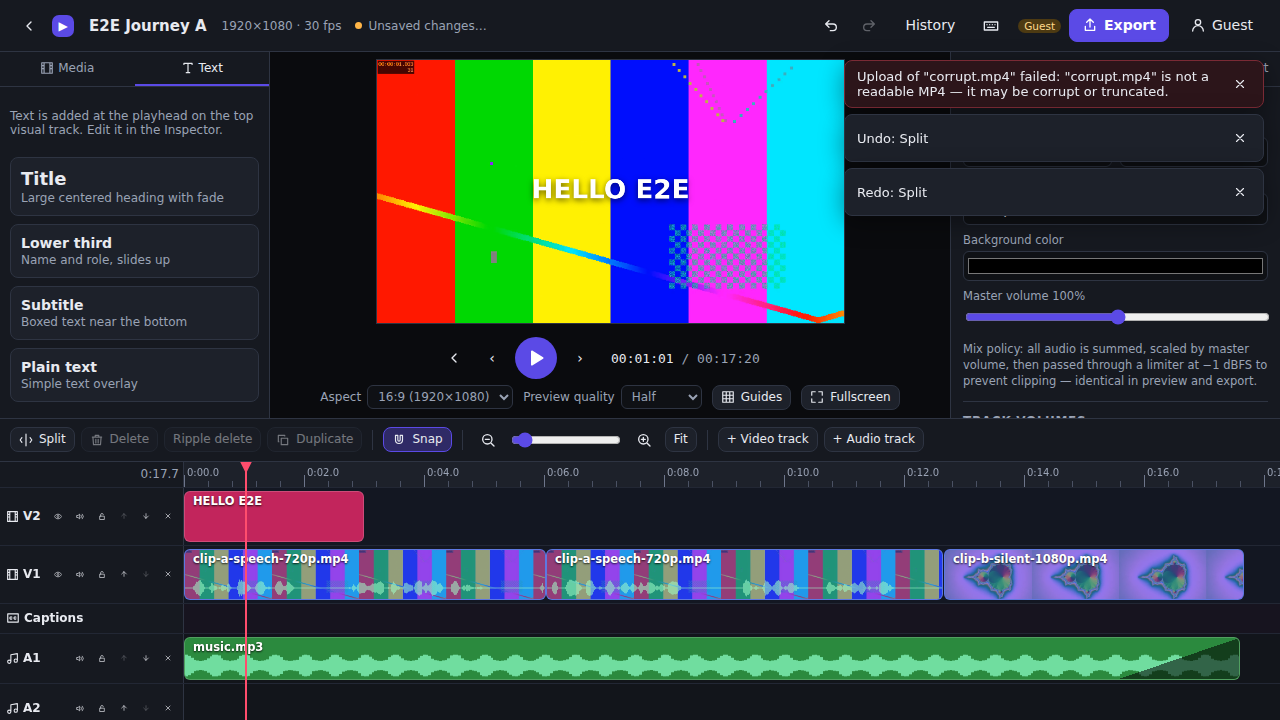 E2E Journey A
1920×1080 · 30 fps
Unsaved changes…
History
Guest
Export
Guest
Media
Text
Text is added at the playhead on the top
visual track. Edit it in the Inspector.
Title
Large centered heading with fade
Lower third
Name and role, slides up
Subtitle
Boxed text near the bottom
Plain text
Simple text overlay
HELLO E2E
00:01:01 / 00:17:20
Aspect
16:9 (1920×1080)
Preview quality
Half
Guides
Fullscreen
Upload of "corrupt.mp4" failed: "corrupt.mp4" is not a
readable MP4 — it may be corrupt or truncated.
Undo: Split
Redo: Split
Background color
Master volume 100%
Mix policy: all audio is summed, scaled by master
volume, then passed through a limiter at −1 dBFS to
prevent clipping — identical in preview and export.
Split
Delete
Ripple delete
Duplicate
Snap
Fit
+ Video track
+ Audio track
0:17.7
0:00.0
0:02.0
0:04.0
0:06.0
0:08.0
0:10.0
0:12.0
0:14.0
0:16.0
V2
HELLO E2E
V1
clip-a-speech-720p.mp4
clip-a-speech-720p.mp4
clip-b-silent-1080p.mp4
Captions
A1
music.mp3
A2